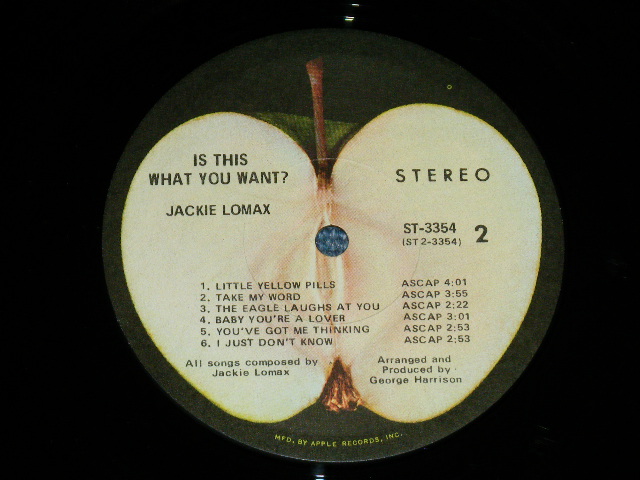 IS THIS
WHAT YOU WANT?
JACKIE LOMAX
STEREO
ST-3354
(ST 2-3354)
2
1. LITTLE YELLOW PILLS ASCAP 4:01
2. TAKE MY WORD ASCAP 3:55
3. THE EAGLE LAUGHS AT YOU ASCAP 2:22
4. BABY YOU'RE A LOVER ASCAP 3:01
5. YOU'VE GOT ME THINKING ASCAP 2:53
6. I JUST DON'T KNOW ASCAP 2:53
All songs composed by
Jackie Lomax
Arranged and
Produced by
George Harrison
MFD. BY APPLE RECORDS, INC.